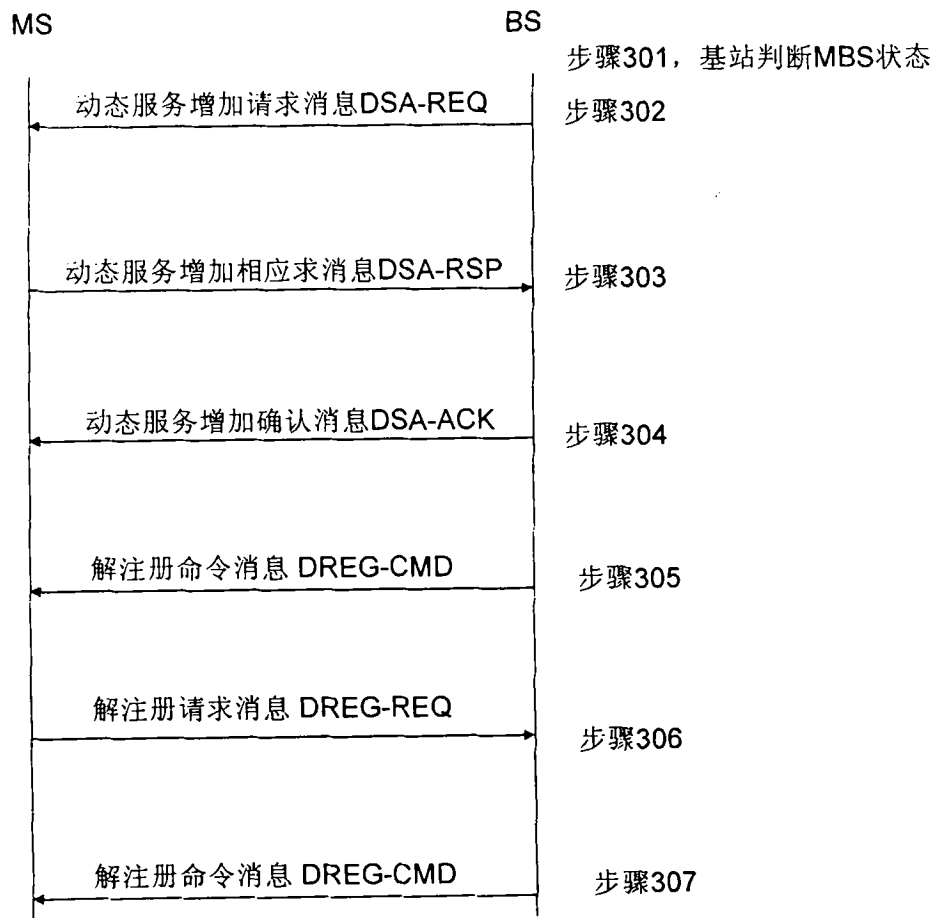 MS
BS
步骤301，基站判断MBS状态
动态服务增加请求消息DSA-REQ
步骤302
动态服务增加相应求消息DSA-RSP
步骤303
动态服务增加确认消息DSA-ACK
步骤304
解注册命令消息 DREG-CMD
步骤305
解注册请求消息 DREG-REQ
步骤306
解注册命令消息 DREG-CMD
步骤307